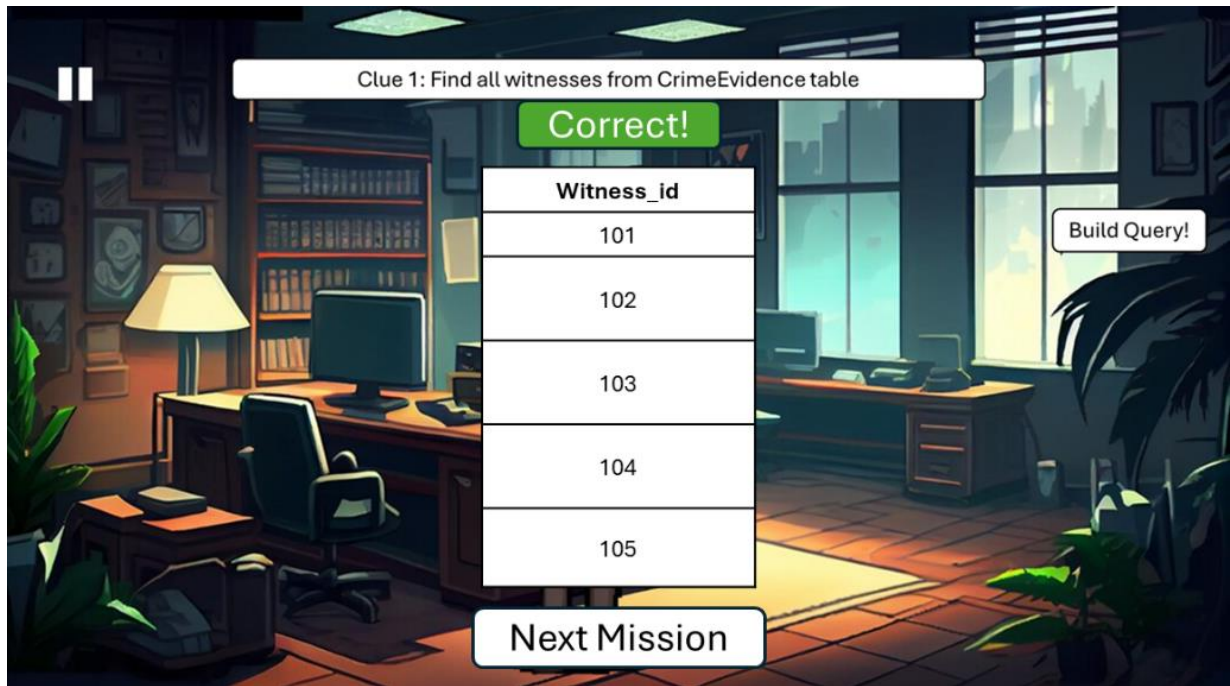 Clue 1: Find all witnesses from CrimeEvidence table
Correct!
Witness_id
101
Build Query!
102
103
104
105
Next Mission